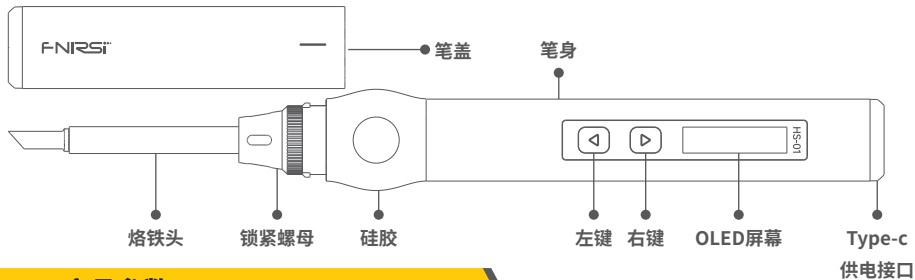 FNIRSI
笔盖
笔身
HS-01
烙铁头
锁紧螺母
硅胶
左键
右键
OLED屏幕
Type-c
供电接口